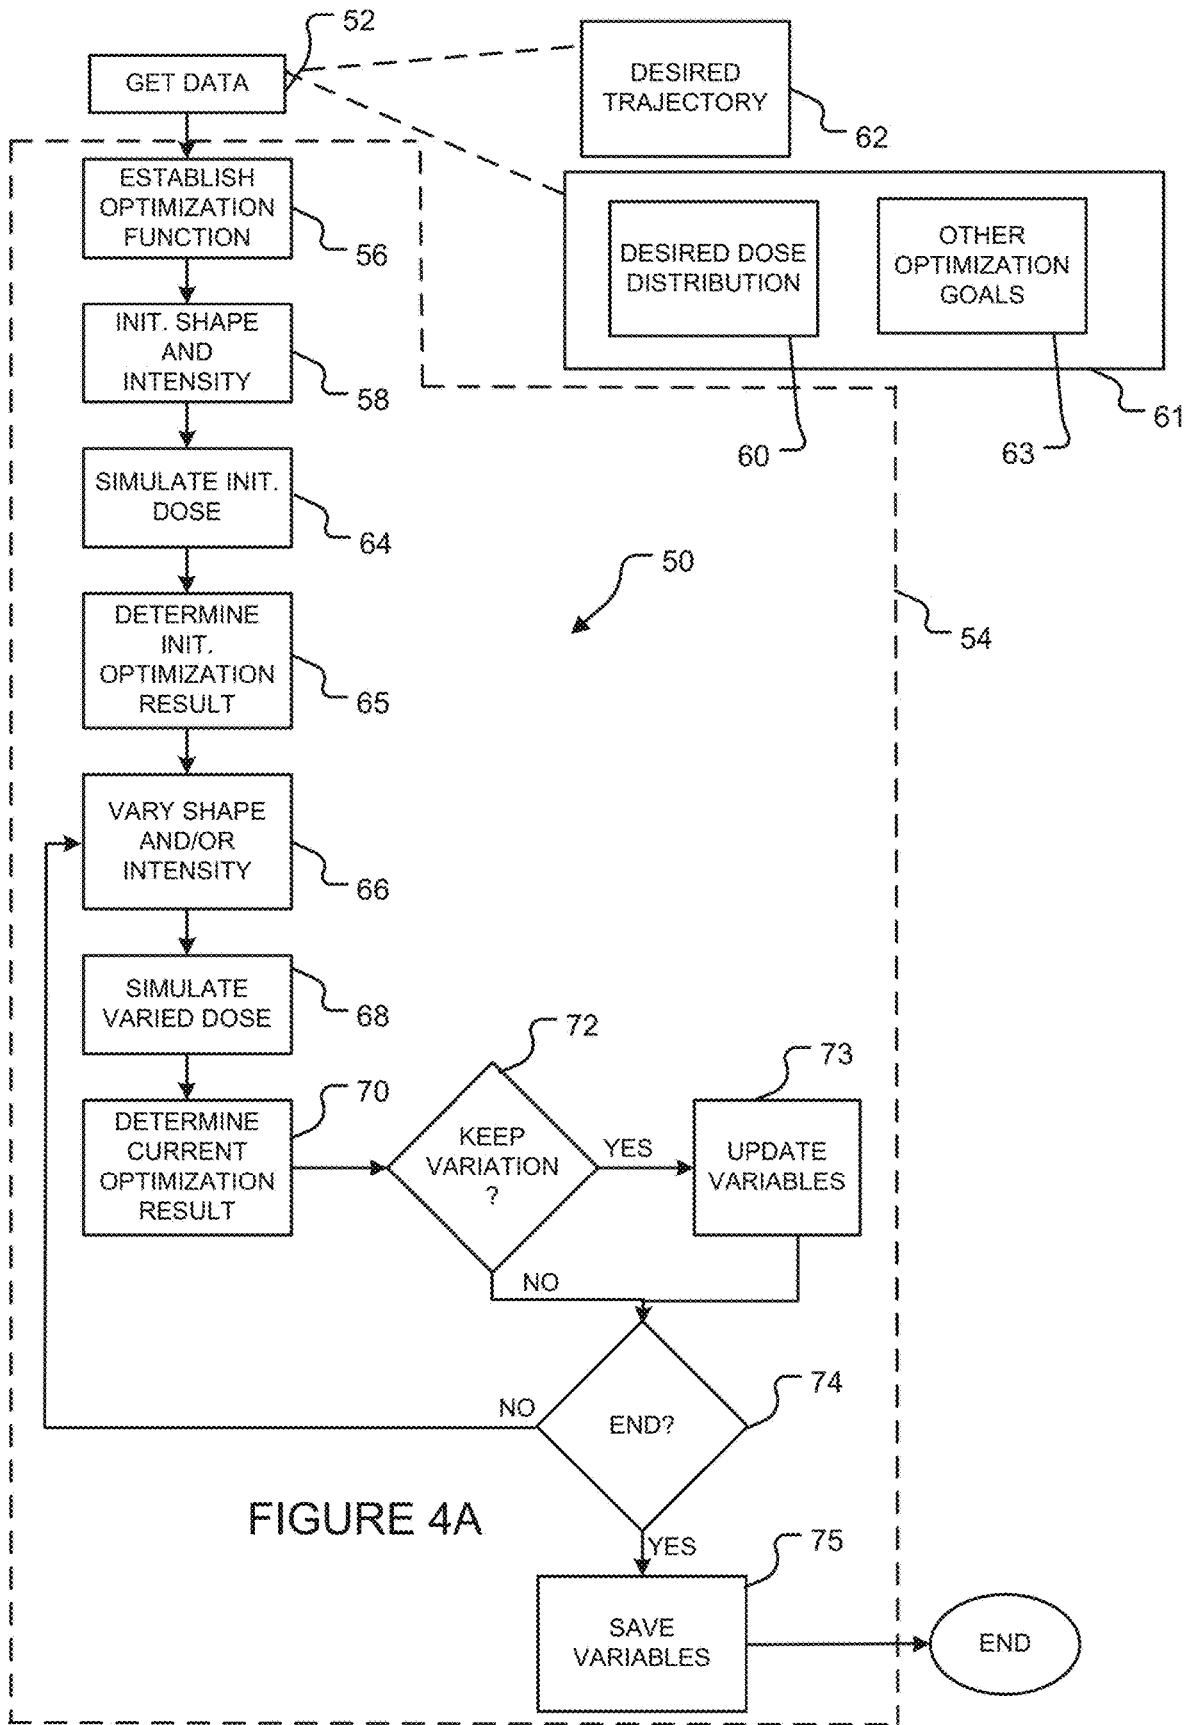 52
GET DATA
DESIRED
TRAJECTORY
62
ESTABLISH
OPTIMIZATION
FUNCTION
56
DESIRED DOSE
DISTRIBUTION
OTHER
OPTIMIZATION
GOALS
61
60
63
INIT. SHAPE
AND
INTENSITY
58
SIMULATE INIT.
DOSE
64
50
54
DETERMINE
INIT.
OPTIMIZATION
RESULT
65
VARY SHAPE
AND/OR
INTENSITY
66
SIMULATE
VARIED DOSE
68
DETERMINE
CURRENT
OPTIMIZATION
RESULT
70
72
KEEP
VARIATION
?
YES
NO
73
UPDATE
VARIABLES
74
END?
NO
YES
FIGURE 4A
75
SAVE
VARIABLES
END